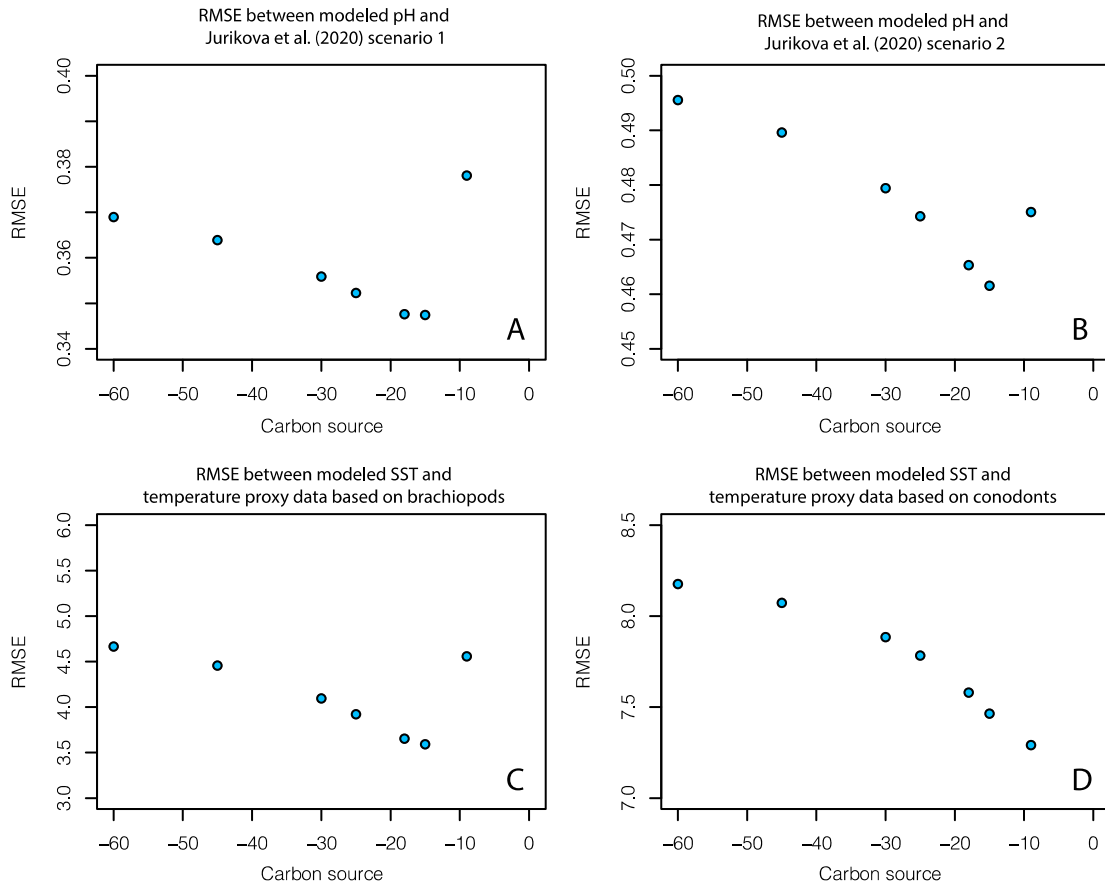 RMSE between modeled pH and
Jurikova et al. (2020) scenario 1
0.40
0.38
0.36
0.34
RMSE
−60 −50 −40 −30 −20 −10 0
Carbon source
A
RMSE between modeled pH and
Jurikova et al. (2020) scenario 2
0.50
0.49
0.48
0.47
0.46
0.45
RMSE
−60 −50 −40 −30 −20 −10 0
Carbon source
B
RMSE between modeled SST and
temperature proxy data based on brachiopods
6.0
5.5
5.0
4.5
4.0
3.5
3.0
RMSE
−60 −50 −40 −30 −20 −10 0
Carbon source
C
RMSE between modeled SST and
temperature proxy data based on conodonts
8.5
8.0
7.5
7.0
RMSE
−60 −50 −40 −30 −20 −10 0
Carbon source
D